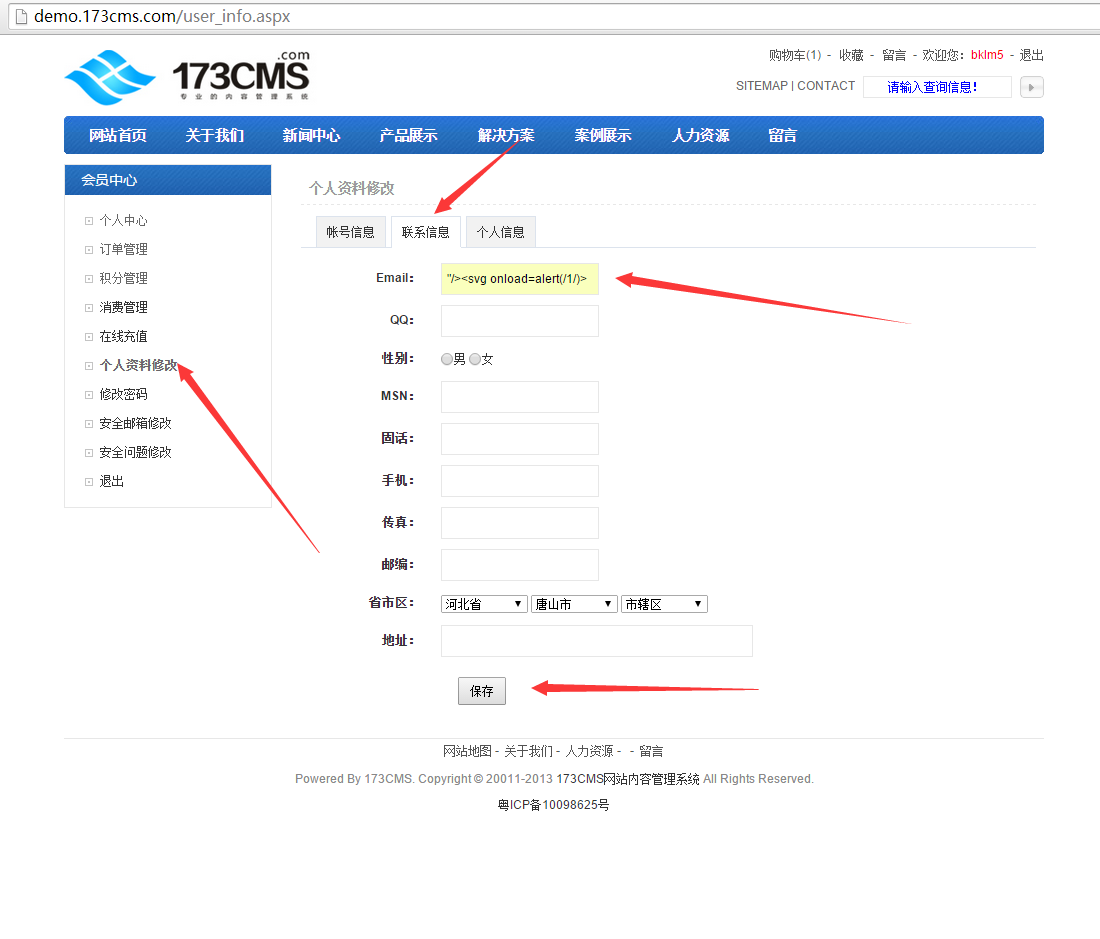 demo.173cms.com/user_info.aspx
173CMS.com
专业的内容管理系统
购物车(1) - 收藏 - 留言 - 欢迎您: bklm5 - 退出
SITEMAP | CONTACT 请输入查询信息!
网站首页 关于我们 新闻中心 产品展示 解决方案 案例展示 人力资源 留言
会员中心
个人中心
订单管理
积分管理
消费管理
在线充值
个人资料修改
修改密码
安全邮箱修改
安全问题修改
退出
个人资料修改
帐号信息 联系信息 个人信息
Email: "/><svg onload=alert(/1/)>
QQ:
性别: 男 女
MSN:
固话:
手机:
传真:
邮编:
省市区: 河北省 唐山市 市辖区
地址:
保存
网站地图 - 关于我们 - 人力资源 - - 留言
Powered By 173CMS. Copyright © 20011-2013 173CMS网站内容管理系统 All Rights Reserved.
粤ICP备10098625号